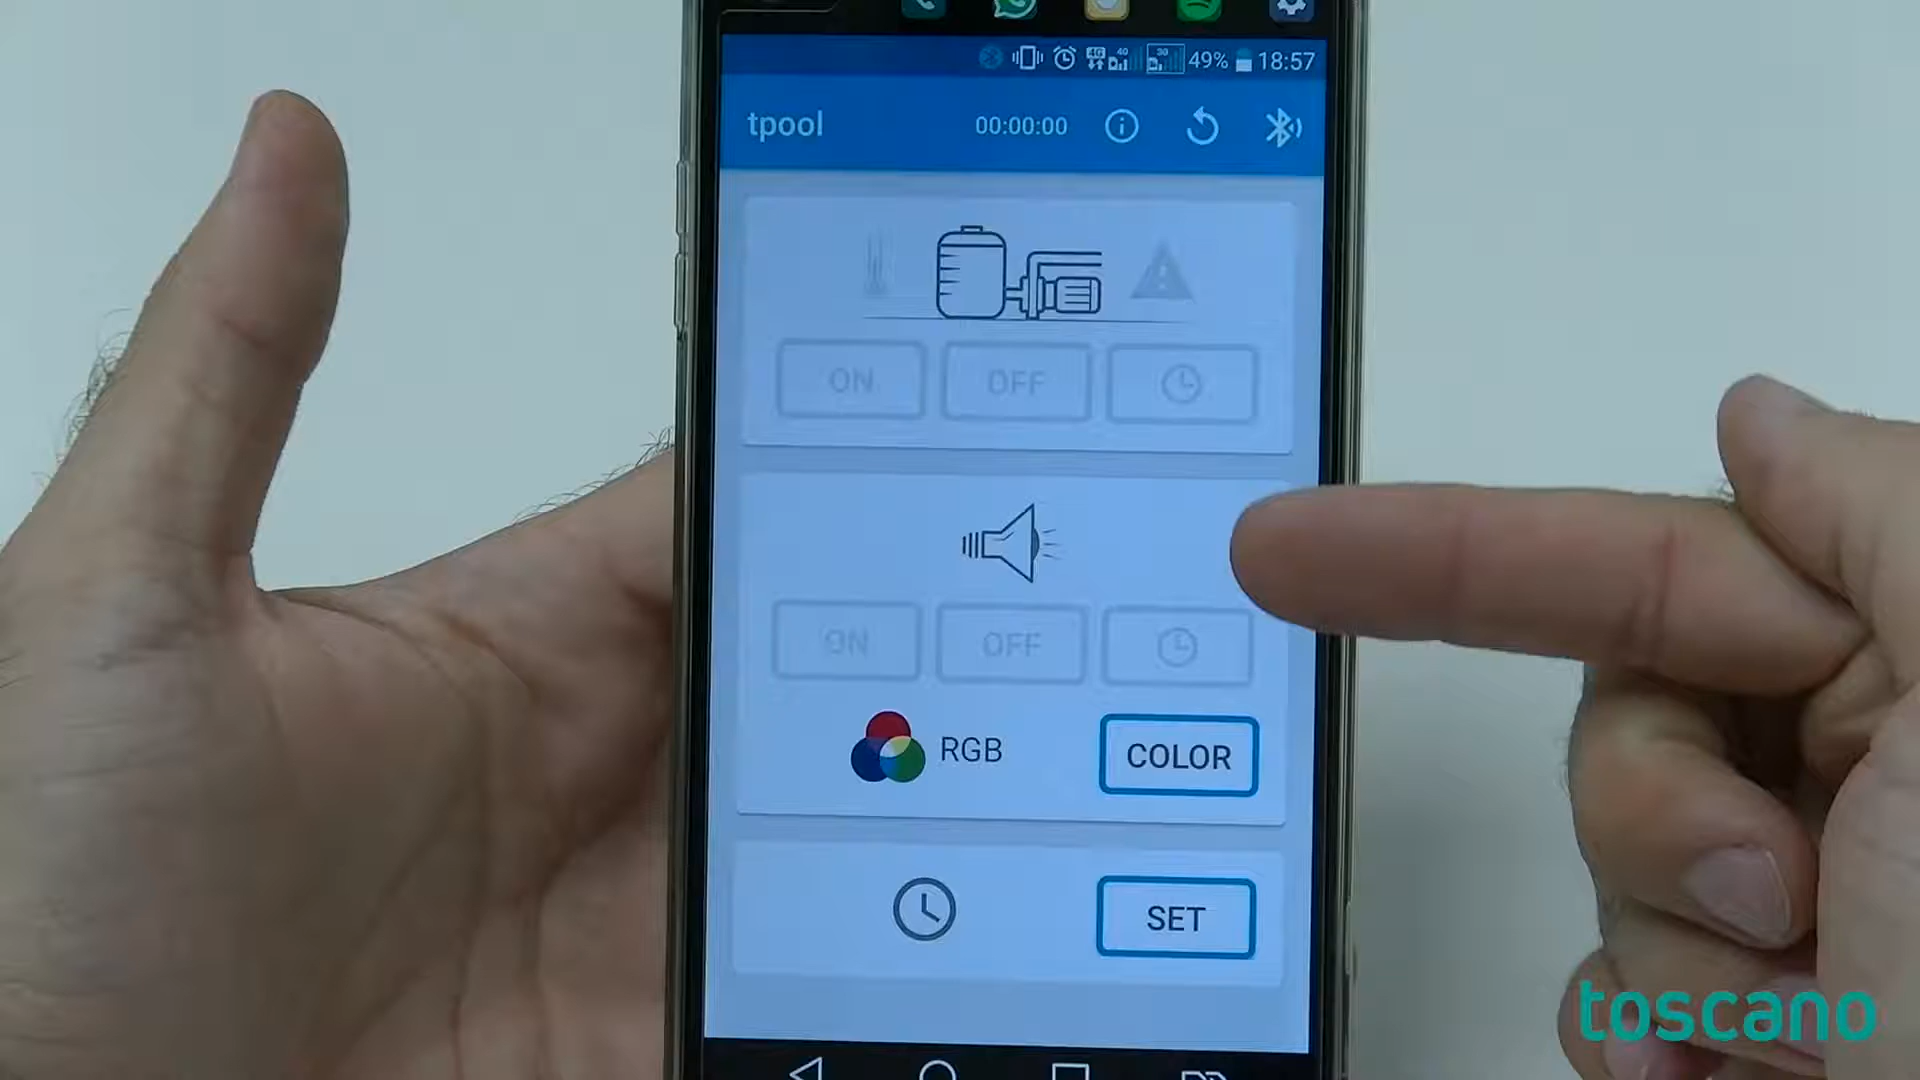 49% 18:57
tpool 00:00:00
ON OFF
ON OFF
RGB COLOR
SET
toscano